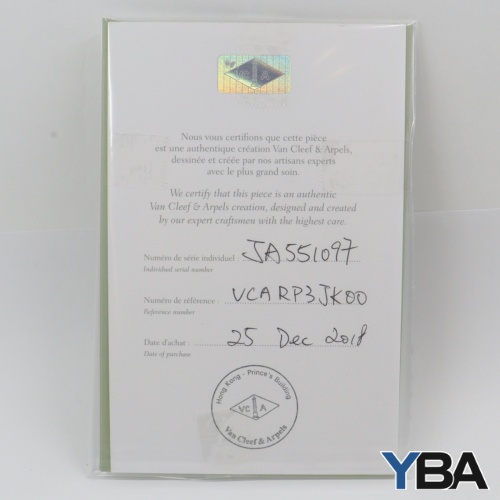 VC A
Nous vous certifions que cette pièce
est une authentique création Van Cleef & Arpels,
dessinée et créée par nos artisans experts
avec le plus grand soin.
We certify that this piece is an authentic
Van Cleef & Arpels creation, designed and created
by our expert craftsmen with the highest care.
Numéro de série individuel JA551097
Individual serial number
Numéro de référence : VCARP3JK00
Reference number
Date d'achat : 25 Dec 2018
Date of purchase
Hong Kong - Prince's Building
VC A
Van Cleef & Arpels
YBA